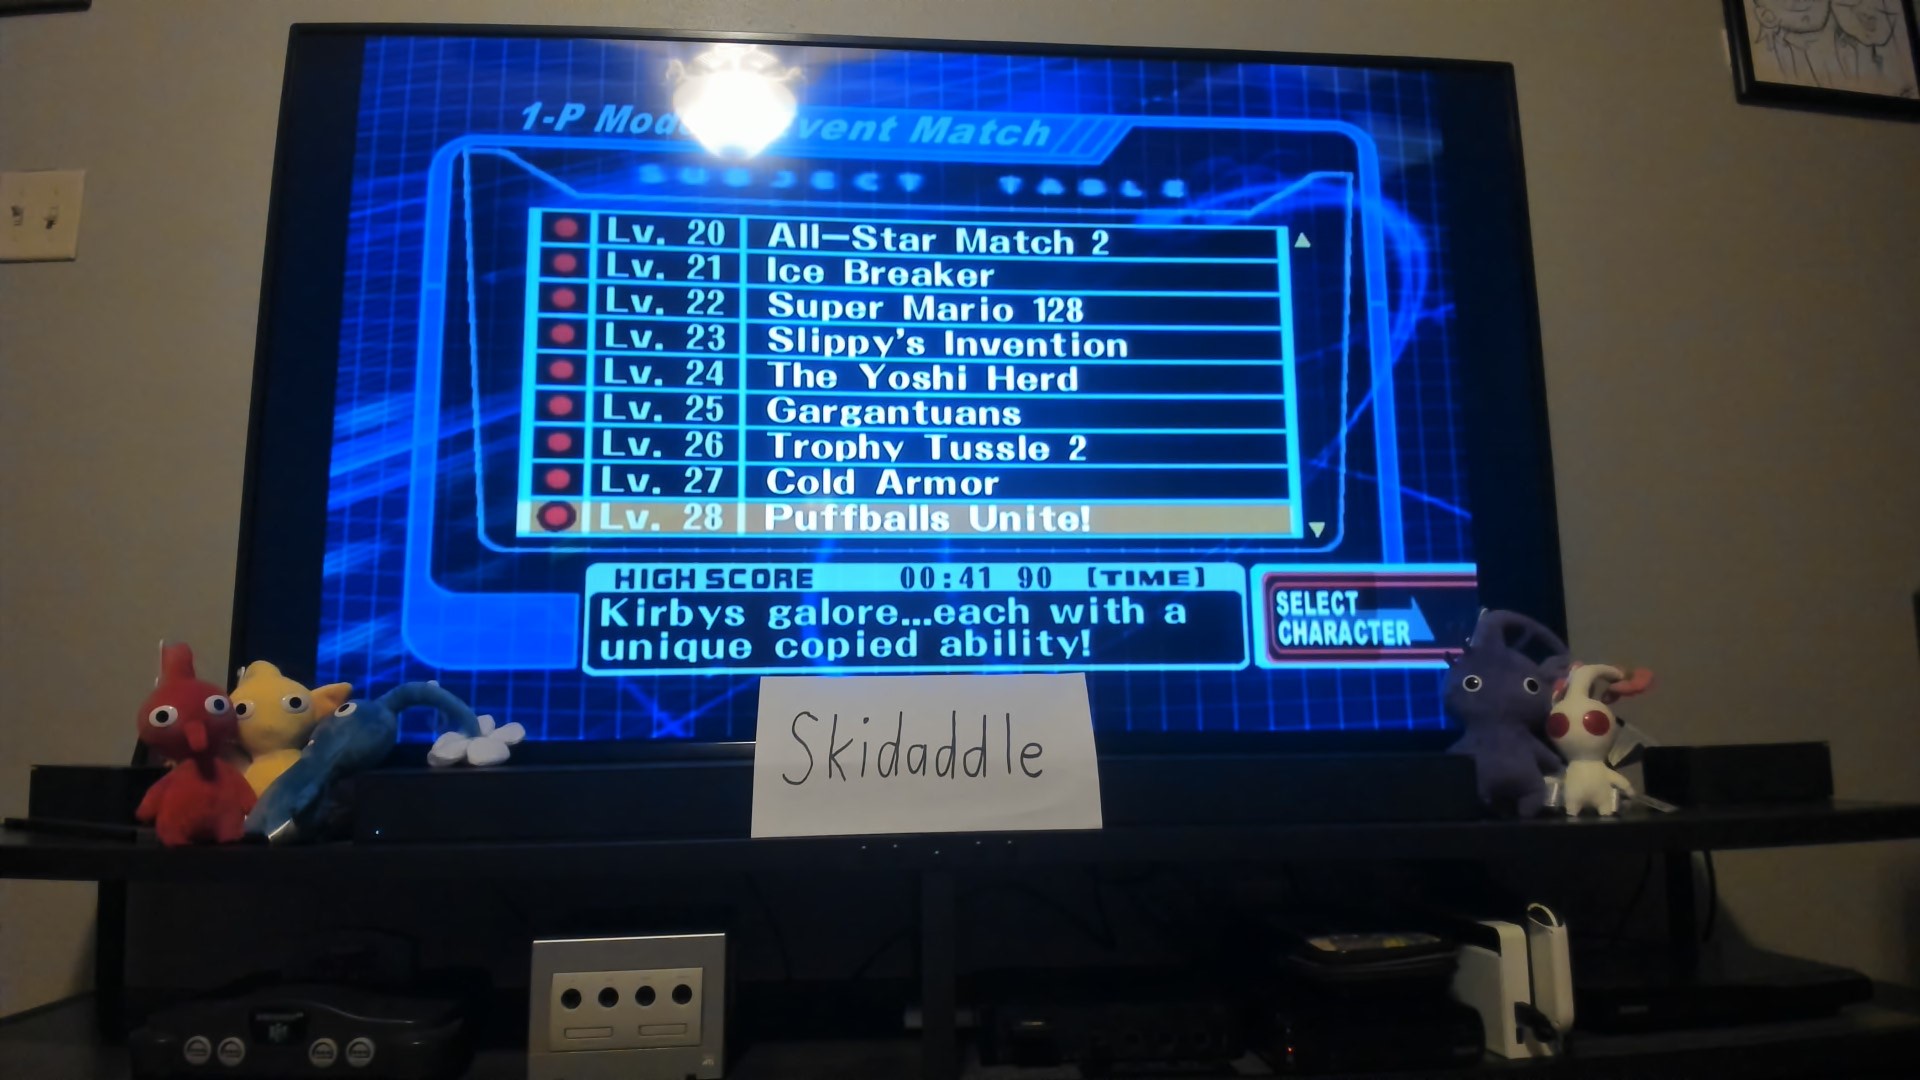 1-P Mode Event Match
SUBJECT TABLE
Lv. 20 All-Star Match 2
Lv. 21 Ice Breaker
Lv. 22 Super Mario 128
Lv. 23 Slippy's Invention
Lv. 24 The Yoshi Herd
Lv. 25 Gargantuans
Lv. 26 Trophy Tussle 2
Lv. 27 Cold Armor
Lv. 28 Puffballs Unite!
HIGH SCORE 00:41 90 [TIME]
Kirbys galore...each with a
unique copied ability!
SELECT
CHARACTER
Skidaddle